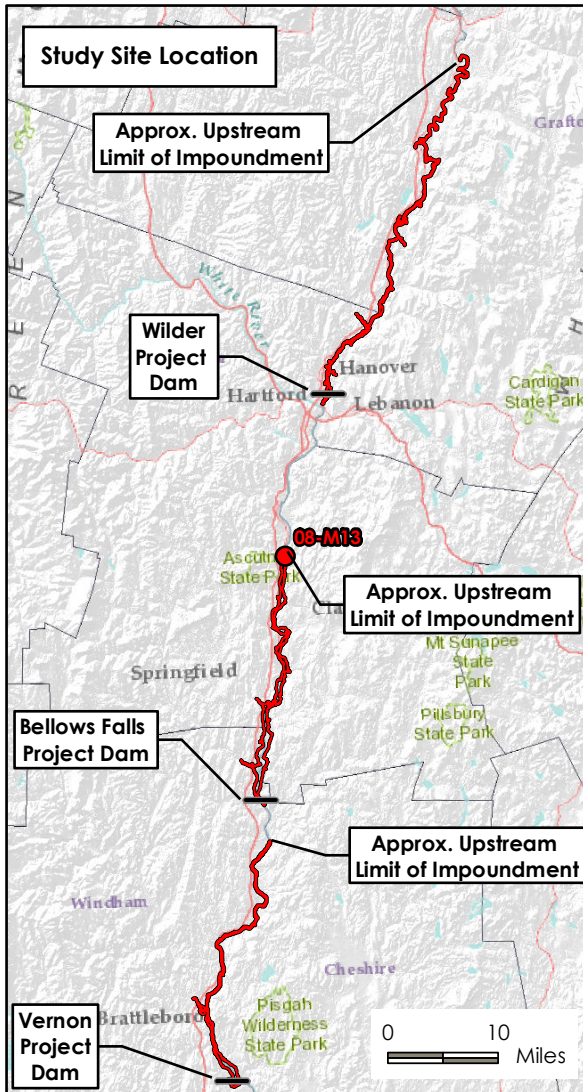 Study Site Location
Approx. Upstream
Limit of Impoundment
Grafto
White River
Wilder
Project
Dam
Hanover
Hartford
Lebanon
Cardigan
State Park
08-M13
Ascutn
State Park
Approx. Upstream
Limit of Impoundment
Cla
Mt Sunapee
State
Park
Springfield
Pillsbury
State Park
Bellows Falls
Project Dam
Approx. Upstream
Limit of Impoundment
Windham
Cheshire
Vernon
Project
Dam
Brattleboro
Pisgah
Wilderness
State Park
0 10
Miles